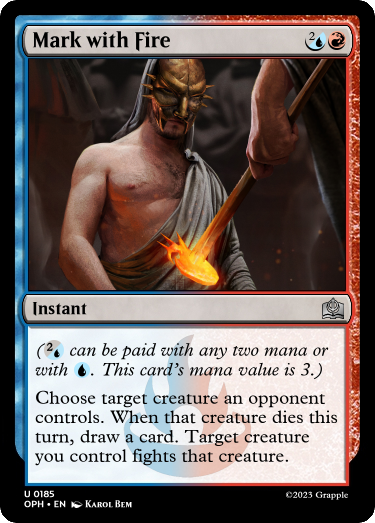 Mark with Fire
2
Instant
(2 can be paid with any two mana or
with . This card's mana value is 3.)
Choose target creature an opponent
controls. When that creature dies this
turn, draw a card. Target creature
you control fights that creature.
U 0185
OPH • EN Karol Bem
©2023 Grapple